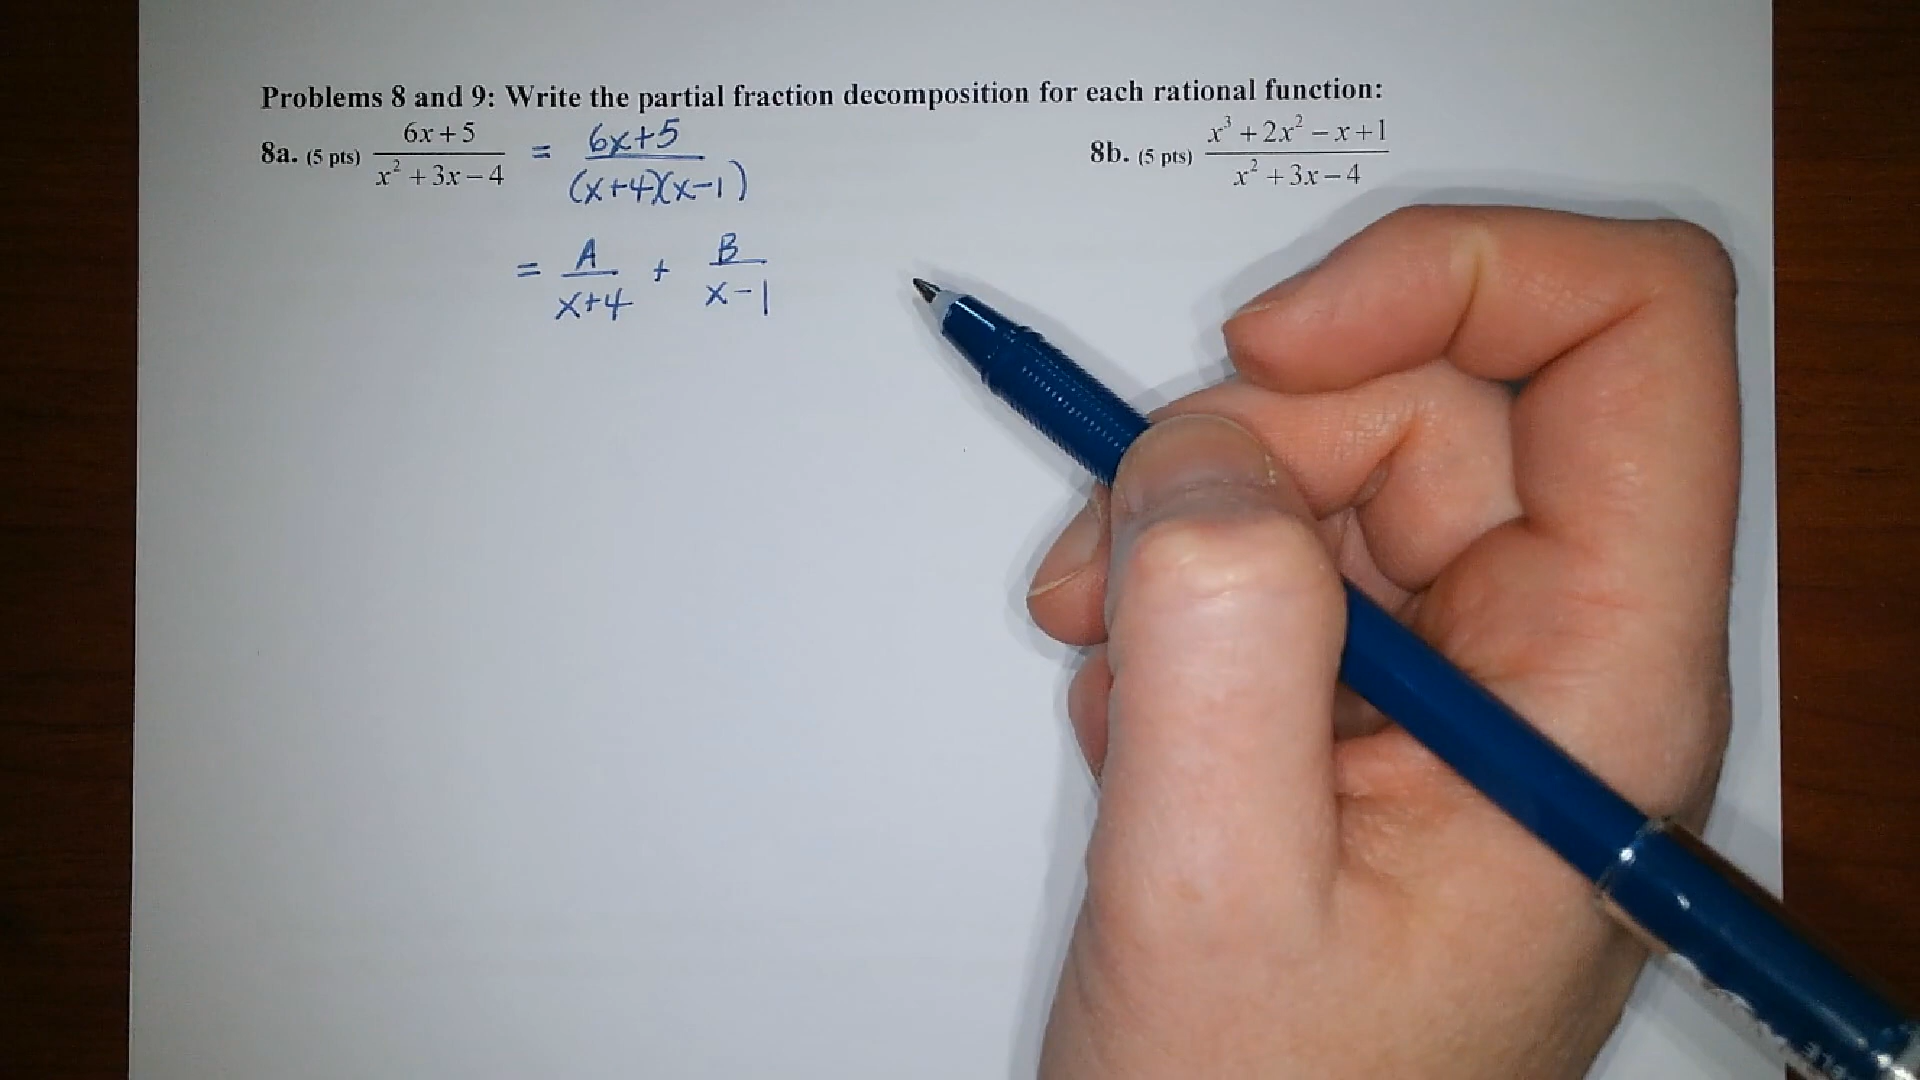 Problems 8 and 9: Write the partial fraction decomposition for each rational function:
8a. (5 pts) (6x+5)/(x²+3x−4) = (6x+5)/((x+4)(x−1))
= A/(x+4) + B/(x−1)
8b. (5 pts) (x³+2x²−x+1)/(x²+3x−4)